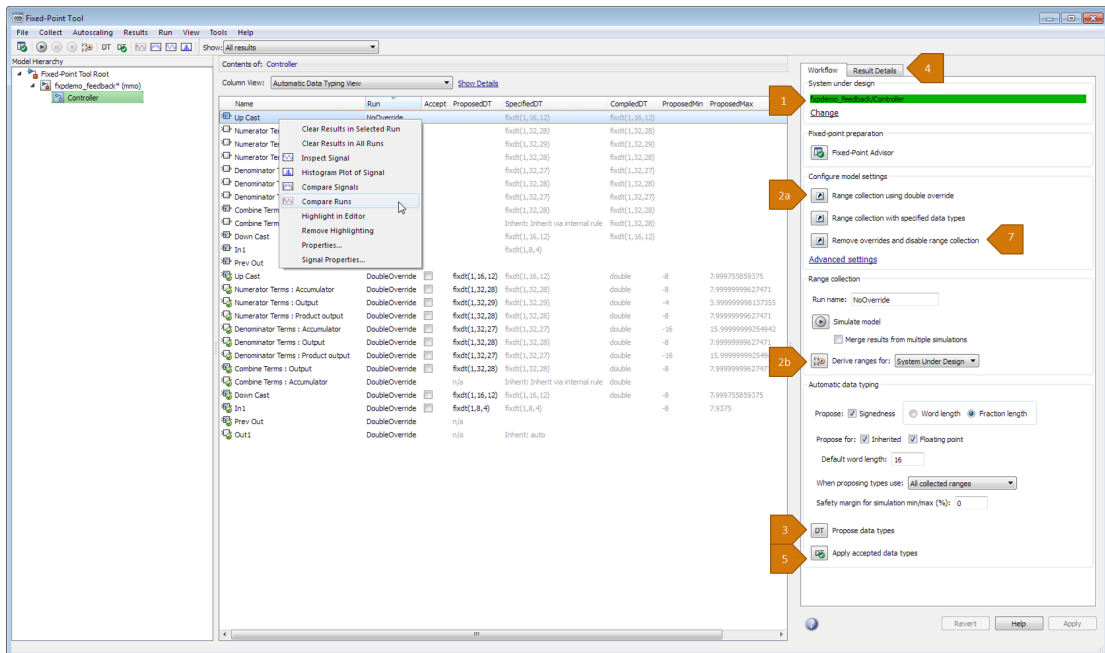 Fixed-Point Tool
File Collect Autoscaling Results Run View Tools Help
DT Show: All results
Model Hierarchy
Fixed-Point Tool Root
fxpdemo_feedback* (mmo)
Controller
Contents of: Controller
Column View: Automatic Data Typing View Show Details
Name Run Accept ProposedDT SpecifiedDT CompiledDT ProposedMin ProposedMax
Up Cast NoOverride fixdt(1,16,12) fixdt(1,16,12)
Numerator Ter fixdt(1,32,28) fixdt(1,32,28)
Numerator Ter fixdt(1,32,29) fixdt(1,32,29)
Numerator Ter fixdt(1,32,28) fixdt(1,32,28)
Denominator T fixdt(1,32,27) fixdt(1,32,27)
Denominator T fixdt(1,32,28) fixdt(1,32,28)
Denominator T fixdt(1,32,27) fixdt(1,32,27)
Combine Term fixdt(1,32,28) fixdt(1,32,28)
Combine Term Inherit: Inherit via internal rule fixdt(1,32,28)
Down Cast fixdt(1,16,12) fixdt(1,16,12)
In1 fixdt(1,8,4)
Prev Out
Clear Results in Selected Run
Clear Results in All Runs
Inspect Signal
Histogram Plot of Signal
Compare Signals
Compare Runs
Highlight in Editor
Remove Highlighting
Properties...
Signal Properties...
Up Cast DoubleOverride fixdt(1,16,12) fixdt(1,16,12) double -8 7.999755859375
Numerator Terms : Accumulator DoubleOverride fixdt(1,32,28) fixdt(1,32,28) double -8 7.99999999627471
Numerator Terms : Output DoubleOverride fixdt(1,32,29) fixdt(1,32,29) double -4 3.999999998137355
Numerator Terms : Product output DoubleOverride fixdt(1,32,28) fixdt(1,32,28) double -8 7.99999999627471
Denominator Terms : Accumulator DoubleOverride fixdt(1,32,27) fixdt(1,32,27) double -16 15.99999999254942
Denominator Terms : Output DoubleOverride fixdt(1,32,28) fixdt(1,32,28) double -8 7.99999999627471
Denominator Terms : Product output DoubleOverride fixdt(1,32,27) fixdt(1,32,27) double -16
Combine Terms : Output DoubleOverride fixdt(1,32,28) fixdt(1,32,28) double -8
Combine Terms : Accumulator DoubleOverride n/a Inherit: Inherit via internal rule double
Down Cast DoubleOverride fixdt(1,16,12) fixdt(1,16,12) double -8 7.999755859375
In1 DoubleOverride fixdt(1,8,4) fixdt(1,8,4) -8 7.9375
Prev Out DoubleOverride n/a
Out1 DoubleOverride n/a Inherit: auto
Workflow Result Details
4
System under design
1
fxpdemo_feedback/Controller
Change
Fixed-point preparation
Fixed-Point Advisor
Configure model settings
2a
Range collection using double override
Range collection with specified data types
Remove overrides and disable range collection
7
Advanced settings
Range collection
Run name: NoOverride
Simulate model
Merge results from multiple simulations
2b
Derive ranges for: System Under Design
Automatic data typing
Propose: Signedness Word length Fraction length
Propose for: Inherited Floating point
Default word length: 16
When proposing types use: All collected ranges
Safety margin for simulation min/max (%): 0
3
DT Propose data types
5
Apply accepted data types
Revert Help Apply